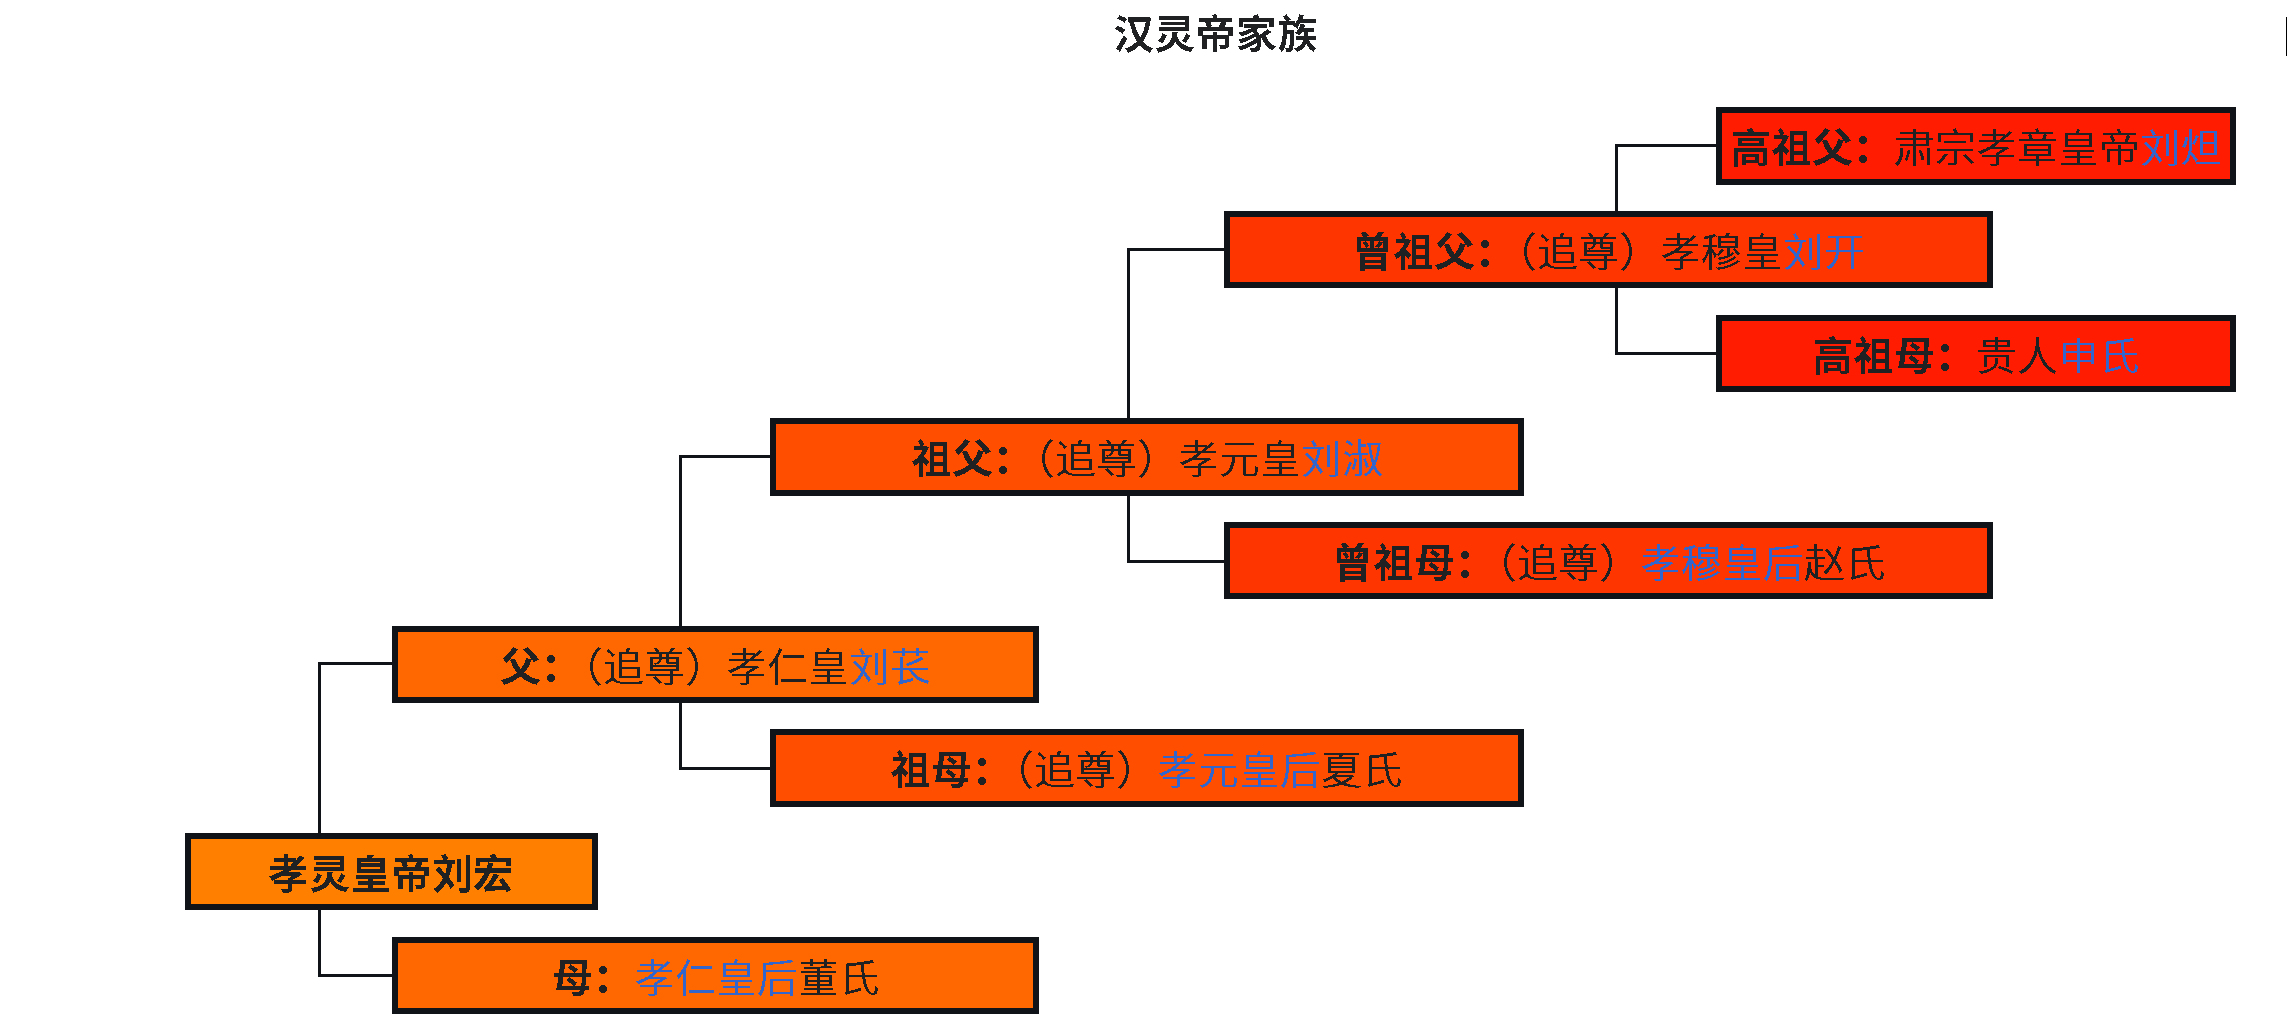 汉灵帝家族
高祖父：肃宗孝章皇帝刘炟
曾祖父：（追尊）孝穆皇刘开
高祖母：贵人申氏
祖父：（追尊）孝元皇刘淑
曾祖母：（追尊）孝穆皇后赵氏
父：（追尊）孝仁皇刘苌
祖母：（追尊）孝元皇后夏氏
孝灵皇帝刘宏
母：孝仁皇后董氏